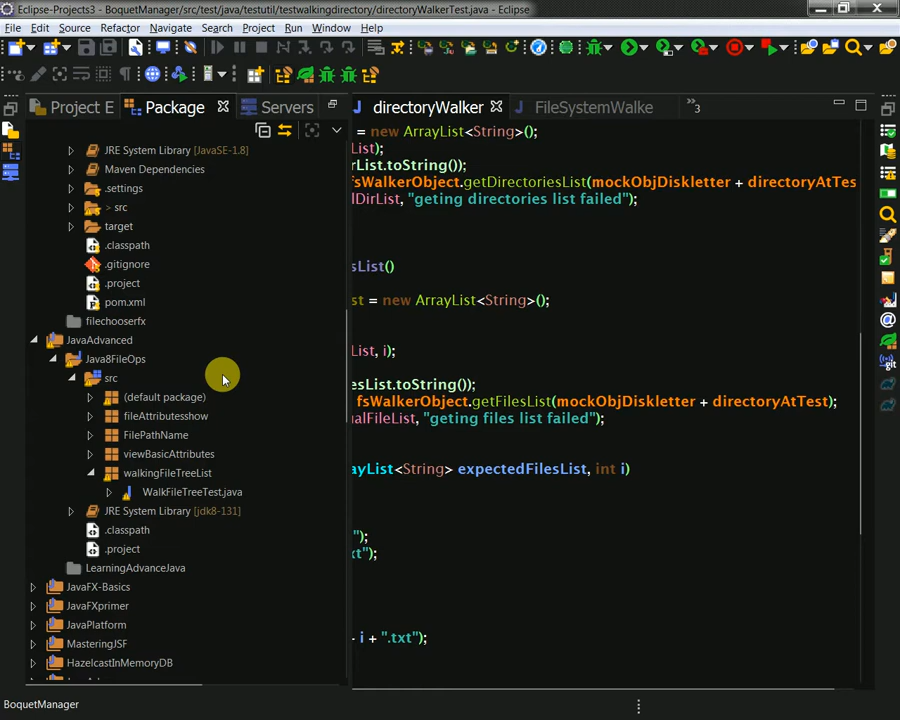 Eclipse-Projects3 - BoquetManager/src/test/java/testutil/testwalkingdirectory/directoryWalkerTest.java - Eclipse
File Edit Source Refactor Navigate Search Project Run Window Help
Project E Package Servers directoryWalker FileSystemWalke »3
JRE System Library [JavaSE-1.8]
Maven Dependencies
.settings
> src
target
.classpath
.gitignore
.project
pom.xml
filechooserfx
JavaAdvanced
Java8FileOps
src
(default package)
fileAttributesshow
FilePathName
viewBasicAttributes
walkingFileTreeList
WalkFileTreeTest.java
JRE System Library [jdk8-131]
.classpath
.project
LearningAdvanceJava
JavaFX-Basics
JavaFXprimer
JavaPlatform
MasteringJSF
HazelcastInMemoryDB
= new ArrayList<String>();
List);
rList.toString());
fsWalkerObject.getDirectoriesList(mockObjDiskletter + directoryAtTes
ldDirList, "geting directories list failed");
sList()
st = new ArrayList<String>();
List, i);
esList.toString());
fsWalkerObject.getFilesList(mockObjDiskletter + directoryAtTest);
ualFileList, "geting files list failed");
ayList<String> expectedFilesList, int i)
");
xt");
- i + ".txt");
BoquetManager